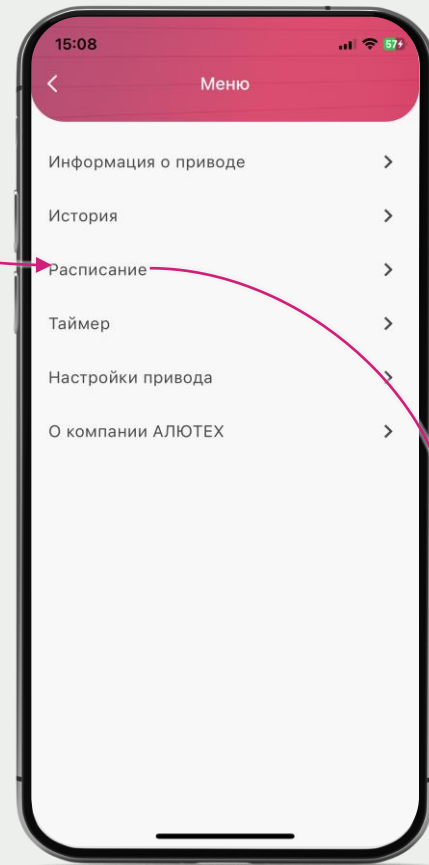 15:08
57
Меню
Информация о приводе
История
Расписание
Таймер
Настройки привода
О компании АЛЮТЕХ